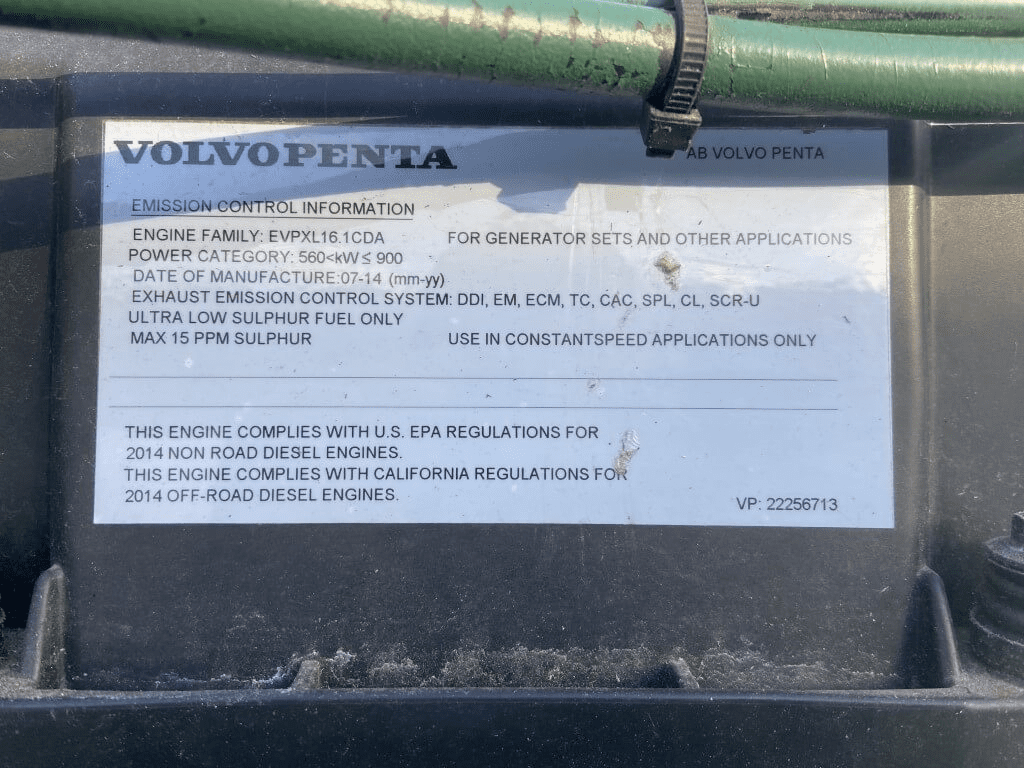 VOLVO PENTA
AB VOLVO PENTA
EMISSION CONTROL INFORMATION
ENGINE FAMILY: EVPXL16.1CDA FOR GENERATOR SETS AND OTHER APPLICATIONS
POWER CATEGORY: 560<kW≤ 900
DATE OF MANUFACTURE:07-14 (mm-yy)
EXHAUST EMISSION CONTROL SYSTEM: DDI, EM, ECM, TC, CAC, SPL, CL, SCR-U
ULTRA LOW SULPHUR FUEL ONLY
MAX 15 PPM SULPHUR USE IN CONSTANTSPEED APPLICATIONS ONLY
THIS ENGINE COMPLIES WITH U.S. EPA REGULATIONS FOR
2014 NON ROAD DIESEL ENGINES.
THIS ENGINE COMPLIES WITH CALIFORNIA REGULATIONS FOR
2014 OFF-ROAD DIESEL ENGINES.
VP: 22256713